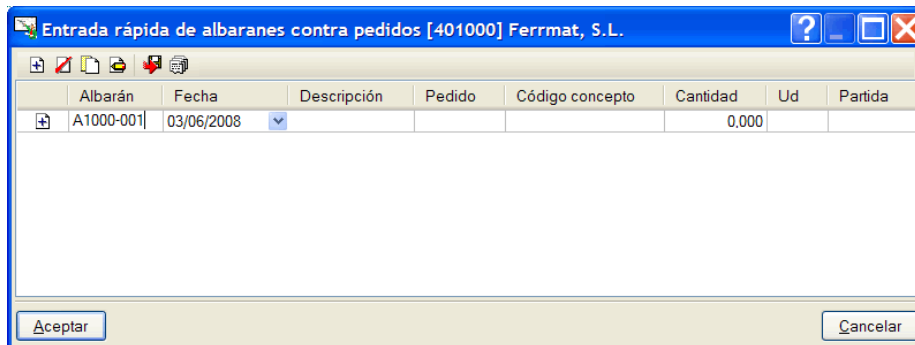 Entrada rápida de albaranes contra pedidos [401000] Ferrmat, S.L.
Albarán Fecha Descripción Pedido Código concepto Cantidad Ud Partida
A1000-001 03/06/2008 0,000
Aceptar Cancelar